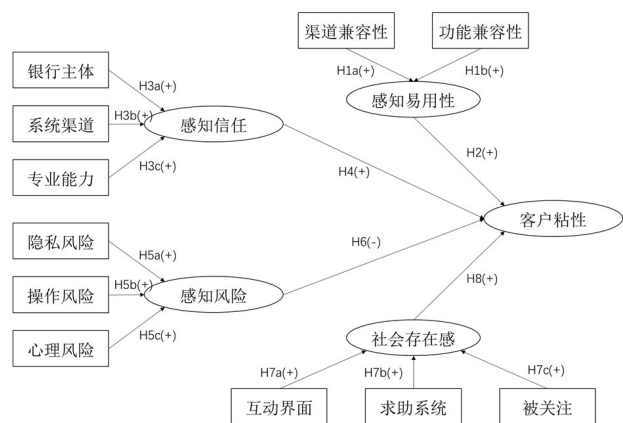 渠道兼容性
功能兼容性
银行主体
H3a(+)
H1a(+)
H1b(+)
感知易用性
系统渠道
H3b(+)
感知信任
H3c(+)
H2(+)
专业能力
H4(+)
客户粘性
隐私风险
H5a(+)
H6(-)
操作风险
H5b(+)
感知风险
H8(+)
H5c(+)
心理风险
社会存在感
H7a(+)
H7b(+)
H7c(+)
互动界面
求助系统
被关注